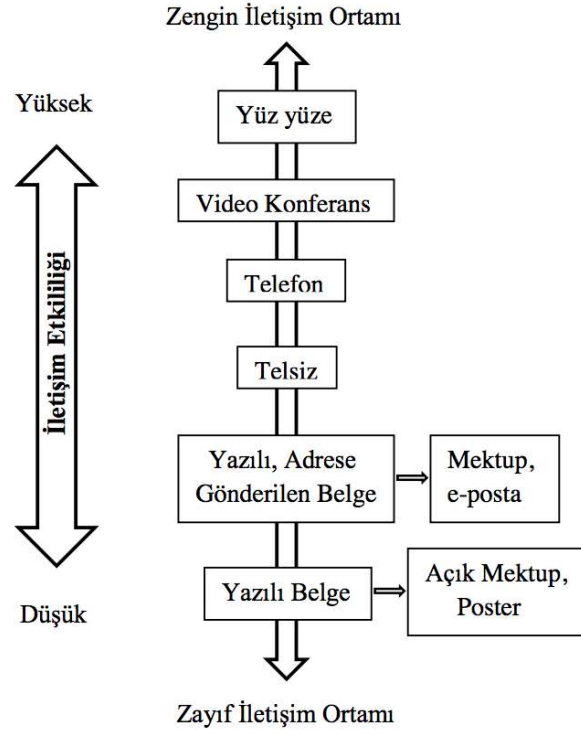 Zengin İletişim Ortamı
Yüksek
Yüz yüze
Video Konferans
Telefon
Telsiz
İletişim Etkililiği
Yazılı, Adrese
Gönderilen Belge
Mektup,
e-posta
Yazılı Belge
Açık Mektup,
Poster
Düşük
Zayıf İletişim Ortamı